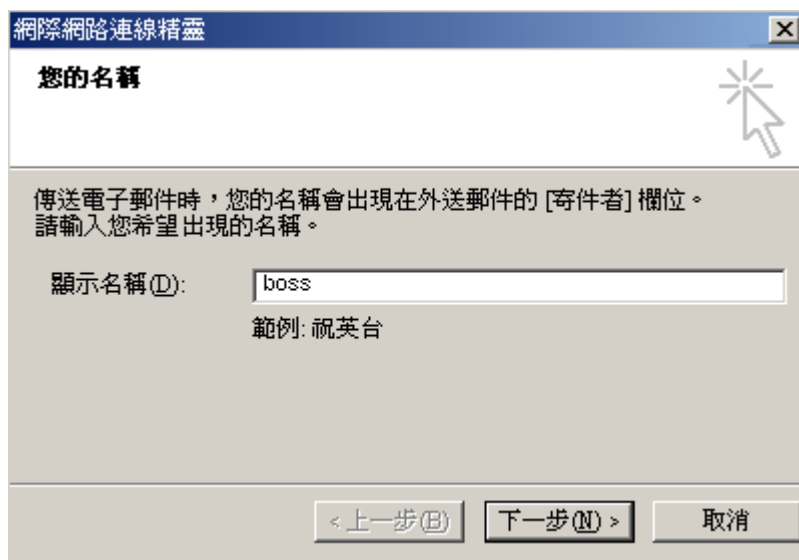 網際網路連線精靈
您的名稱
傳送電子郵件時，您的名稱會出現在外送郵件的 [寄件者] 欄位。
請輸入您希望出現的名稱。
顯示名稱(D): boss
範例: 祝英台
< 上一步(B) 下一步(N) > 取消